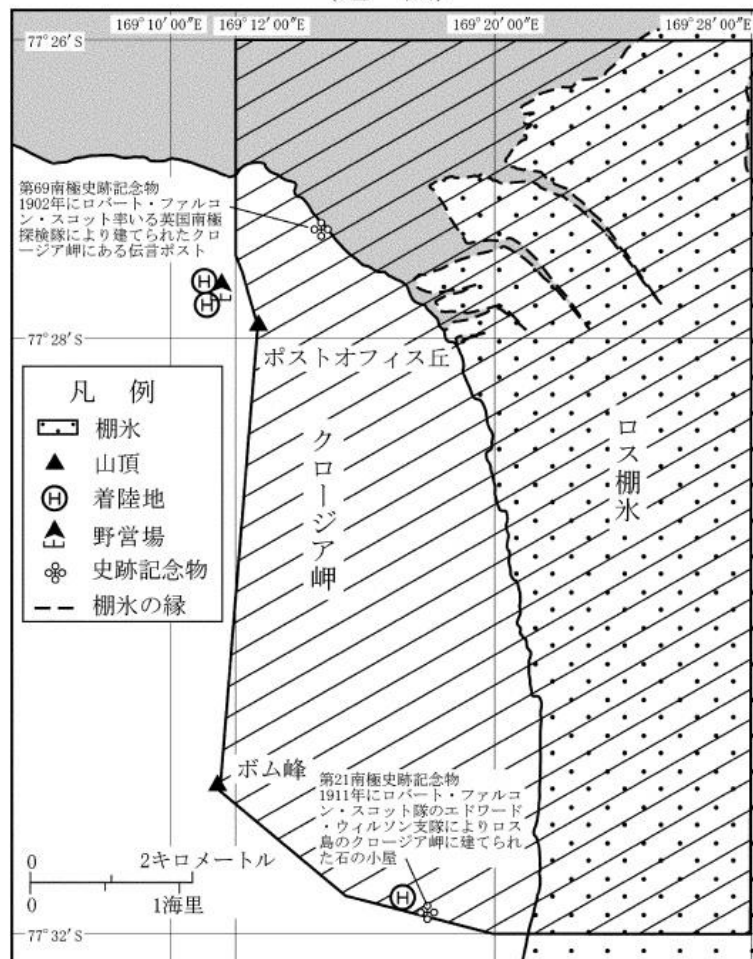 169°10′00″E
169°12′00″E
169°20′00″E
169°28′00″E
77°26′S
第69南極史跡記念物
1902年にロバート・ファルコ
ン・スコット率いる英国南極
探検隊により建てられたクロ
ージア岬にある伝言ポスト
H
H
77°28′S
ポストオフィス丘
凡 例
棚氷
山頂
H 着陸地
野営場
史跡記念物
棚氷の縁
クロージア岬
ロス棚氷
ボム峰
第21南極史跡記念物
1911年にロバート・ファルコ
ン・スコット隊のエドワード
・ウィルソン支隊によりロス
島のクロージア岬に建てられ
た石の小屋
H
0 2キロメートル
0 1海里
77°32′S